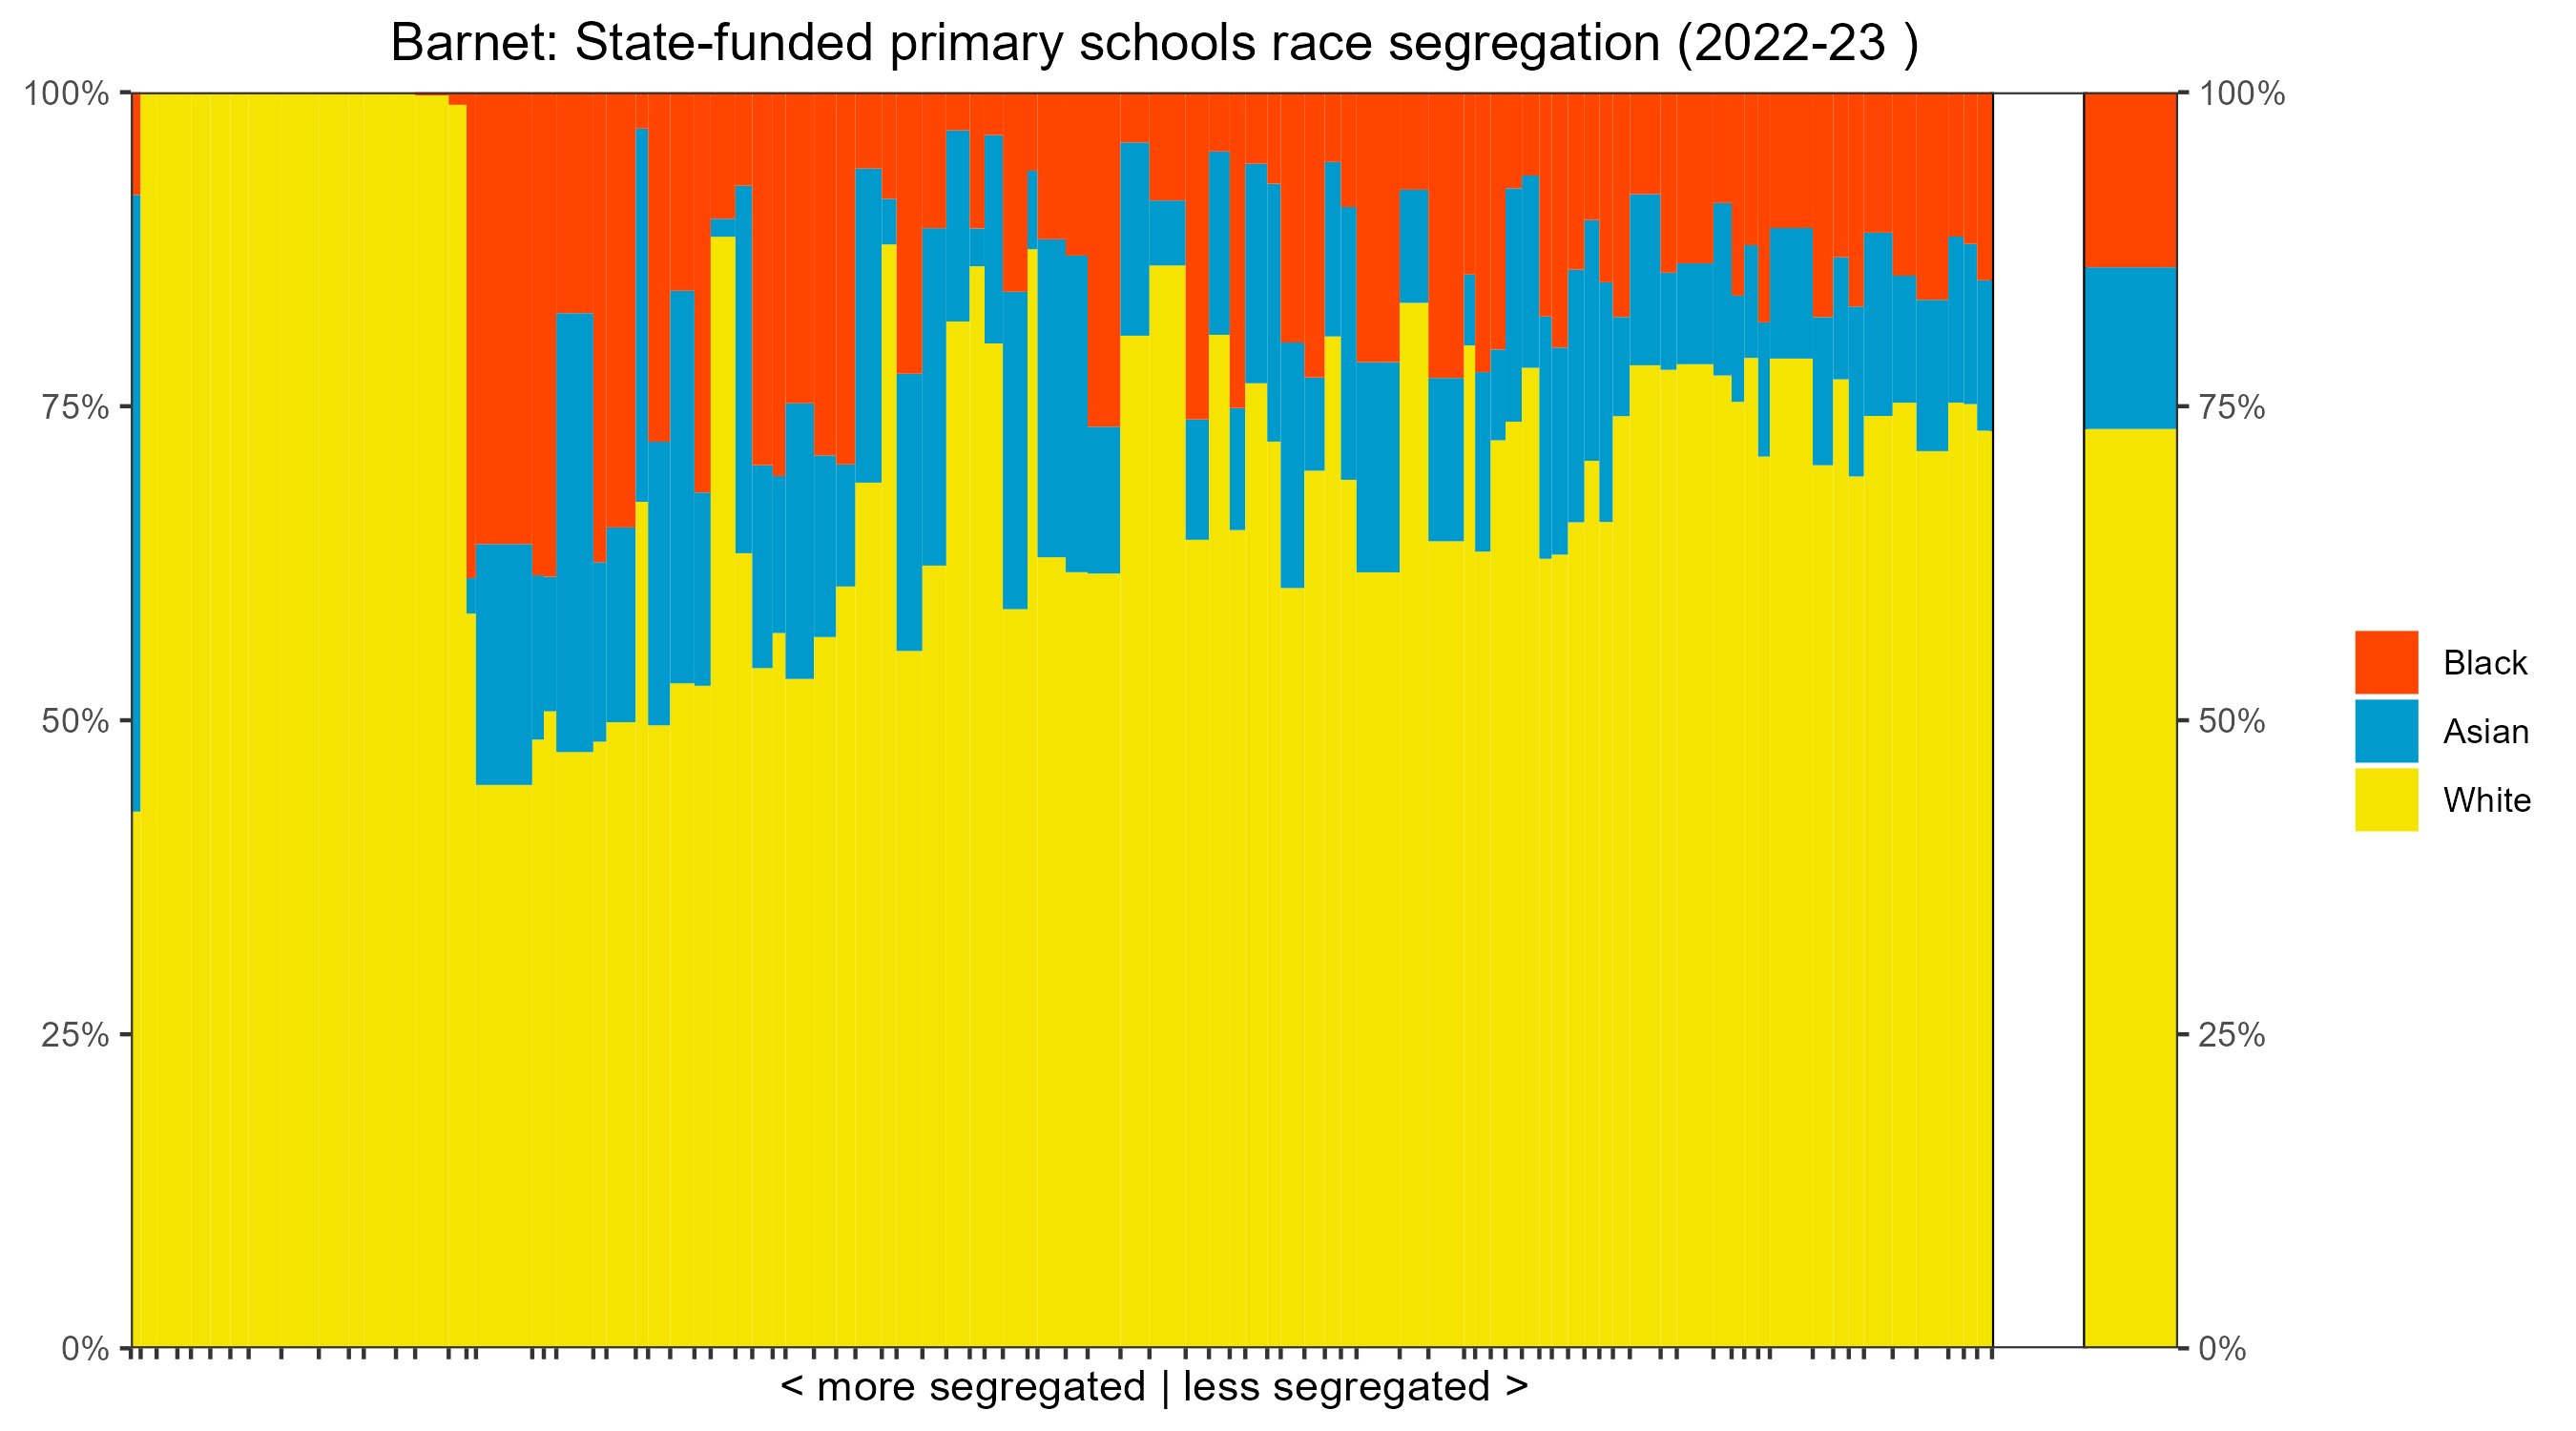 Barnet: State-funded primary schools race segregation (2022-23 )
100%
75%
50%
25%
0%
100%
75%
50%
25%
0%
Black
Asian
White
< more segregated | less segregated >